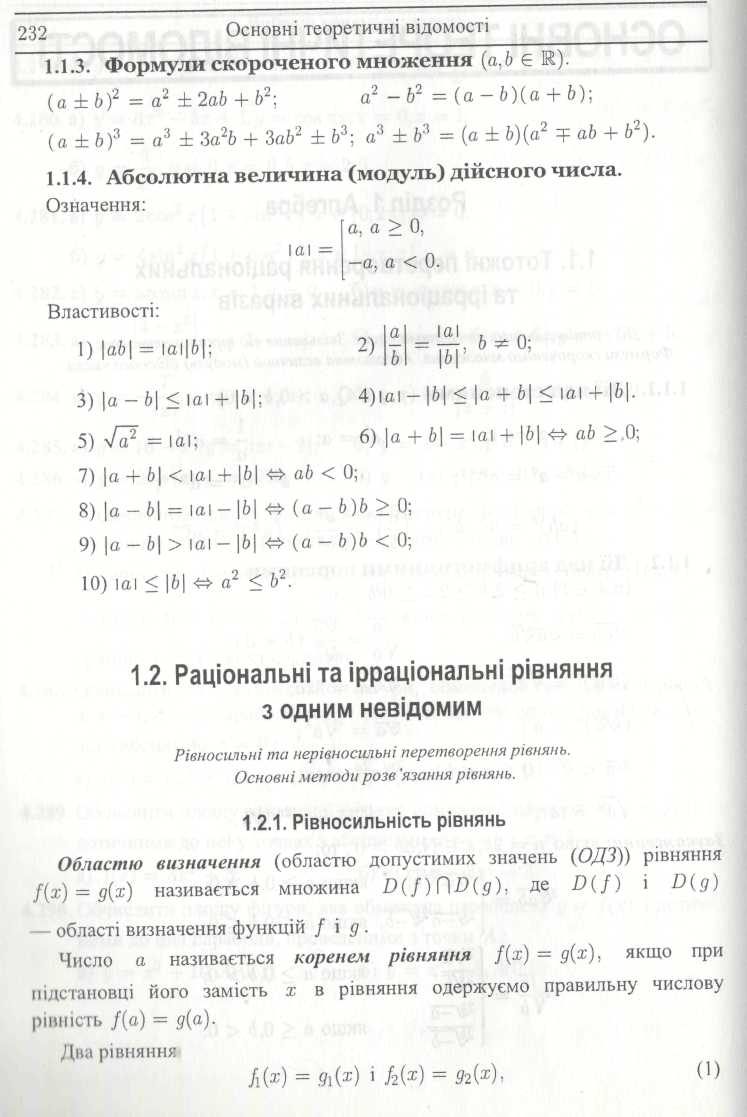 232 Основні теоретичні відомості
1.1.3. Формули скороченого множення (a, b ∈ ℝ).
(a ± b)² = a² ± 2ab + b²; a² − b² = (a − b)(a + b);
(a ± b)³ = a³ ± 3a²b + 3ab² ± b³; a³ ± b³ = (a ± b)(a² ∓ ab + b²).
1.1.4. Абсолютна величина (модуль) дійсного числа.
Означення:
|a| = [ a, a ≥ 0,
−a, a < 0.
Властивості:
1) |ab| = |a||b|; 2) |a/b| = |a|/|b|, b ≠ 0;
3) |a − b| ≤ |a| + |b|; 4) |a| − |b| ≤ |a + b| ≤ |a| + |b|.
5) √a² = |a|; 6) |a + b| = |a| + |b| ⇔ ab ≥ 0;
7) |a + b| < |a| + |b| ⇔ ab < 0;
8) |a − b| = |a| − |b| ⇔ (a − b)b ≥ 0;
9) |a − b| > |a| − |b| ⇔ (a − b)b < 0;
10) |a| ≤ |b| ⇔ a² ≤ b².
1.2. Раціональні та ірраціональні рівняння
з одним невідомим
Рівносильні та нерівносильні перетворення рівнянь.
Основні методи розв'язання рівнянь.
1.2.1. Рівносильність рівнянь
Областю визначення (областю допустимих значень (ОДЗ)) рівняння
f(x) = g(x) називається множина D(f)⋂D(g), де D(f) і D(g)
— області визначення функцій f і g.
Число a називається коренем рівняння f(x) = g(x), якщо при
підстановці його замість x в рівняння одержуємо правильну числову
рівність f(a) = g(a).
Два рівняння
f₁(x) = g₁(x) і f₂(x) = g₂(x), (1)